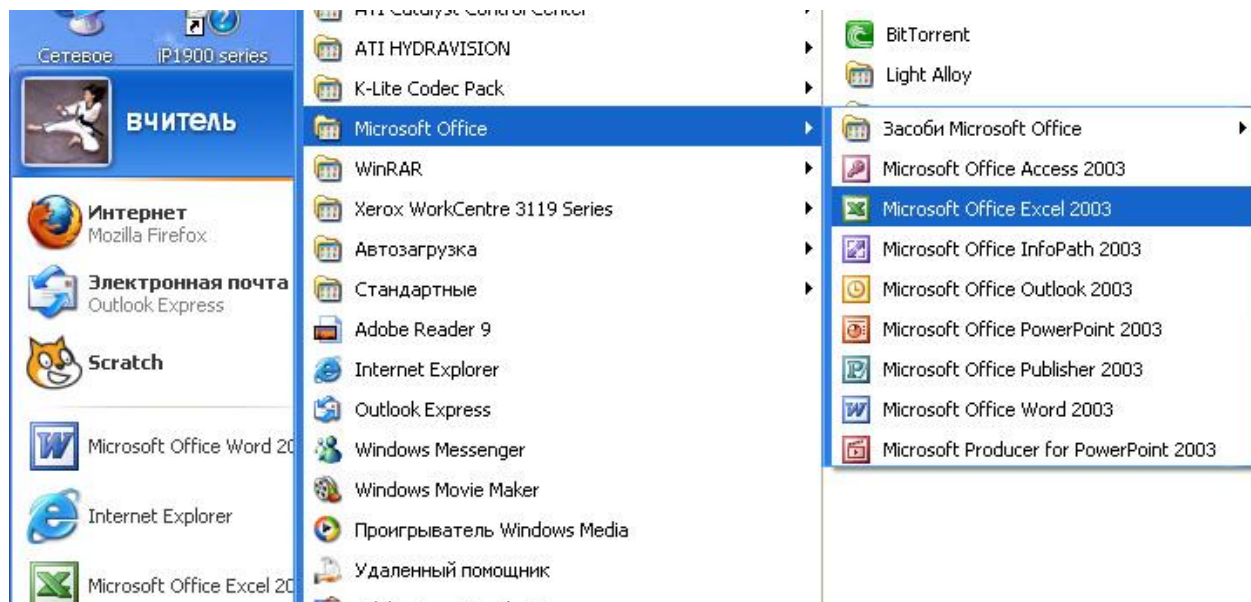 Сетевое
iP1900 series
вчитель
Интернет
Mozilla Firefox
Электронная почта
Outlook Express
Scratch
Microsoft Office Word 20
Internet Explorer
Microsoft Office Excel 20
ATI Catalyst Control Center
ATI HYDRAVISION
K-Lite Codec Pack
Microsoft Office
WinRAR
Xerox WorkCentre 3119 Series
Автозагрузка
Стандартные
Adobe Reader 9
Internet Explorer
Outlook Express
Windows Messenger
Windows Movie Maker
Проигрыватель Windows Media
Удаленный помощник
BitTorrent
Light Alloy
Засоби Microsoft Office
Microsoft Office Access 2003
Microsoft Office Excel 2003
Microsoft Office InfoPath 2003
Microsoft Office Outlook 2003
Microsoft Office PowerPoint 2003
Microsoft Office Publisher 2003
Microsoft Office Word 2003
Microsoft Producer for PowerPoint 2003